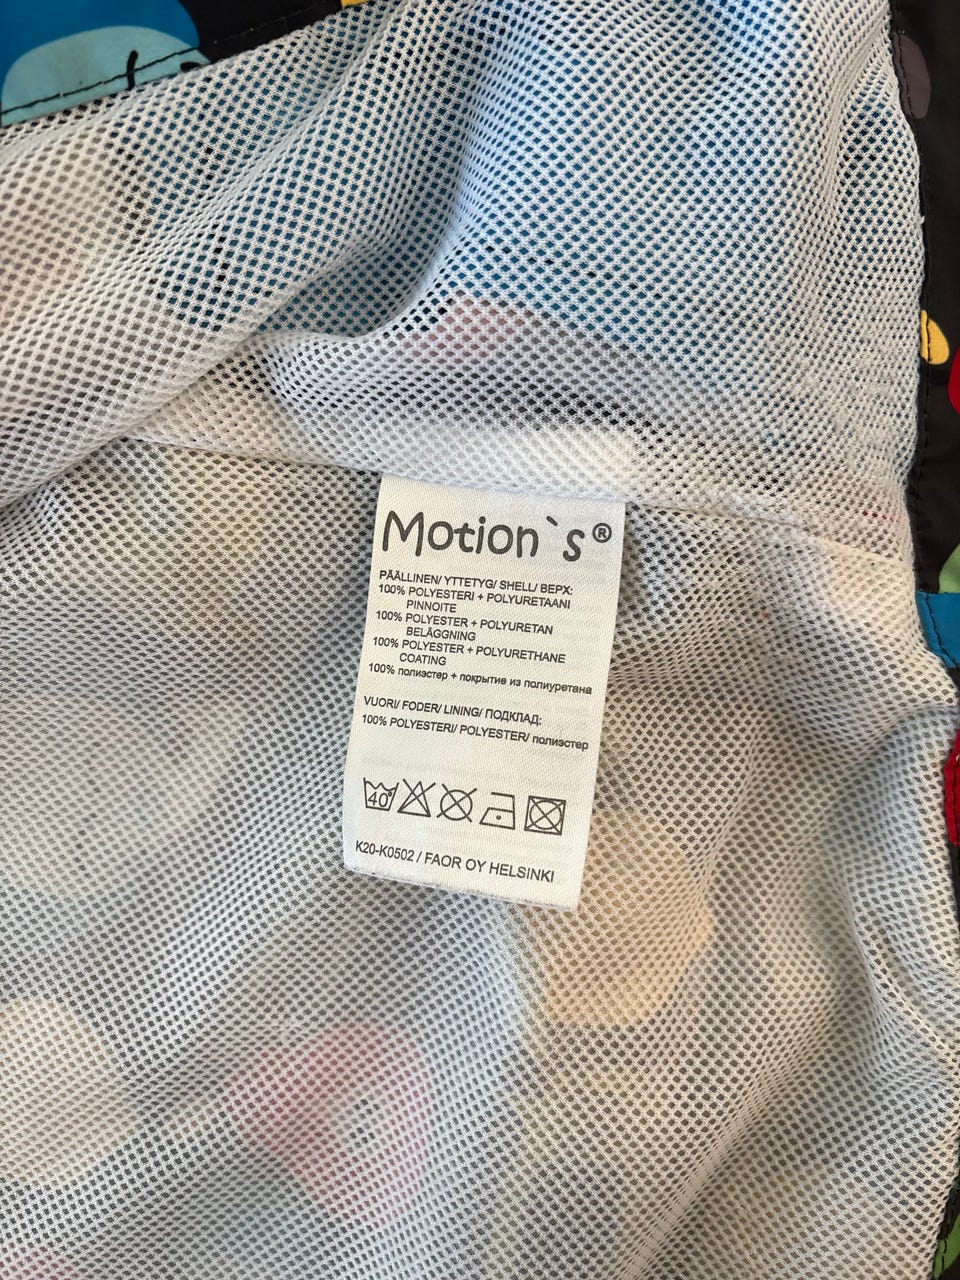 Motion`s®
PÄÄLLINEN/ YTTETYG/ SHELL/ ВЕРХ:
100% POLYESTERI + POLYURETAANI
PINNOITE
100% POLYESTER + POLYURETAN
BELÄGGNING
100% POLYESTER + POLYURETHANE
COATING
100% полиэстер + покрытие из полиуретана
VUORI/ FODER/ LINING/ ПОДКЛАД:
100% POLYESTERI/ POLYESTER/ полиэстер
40
K20-K0502 / FAOR OY HELSINKI